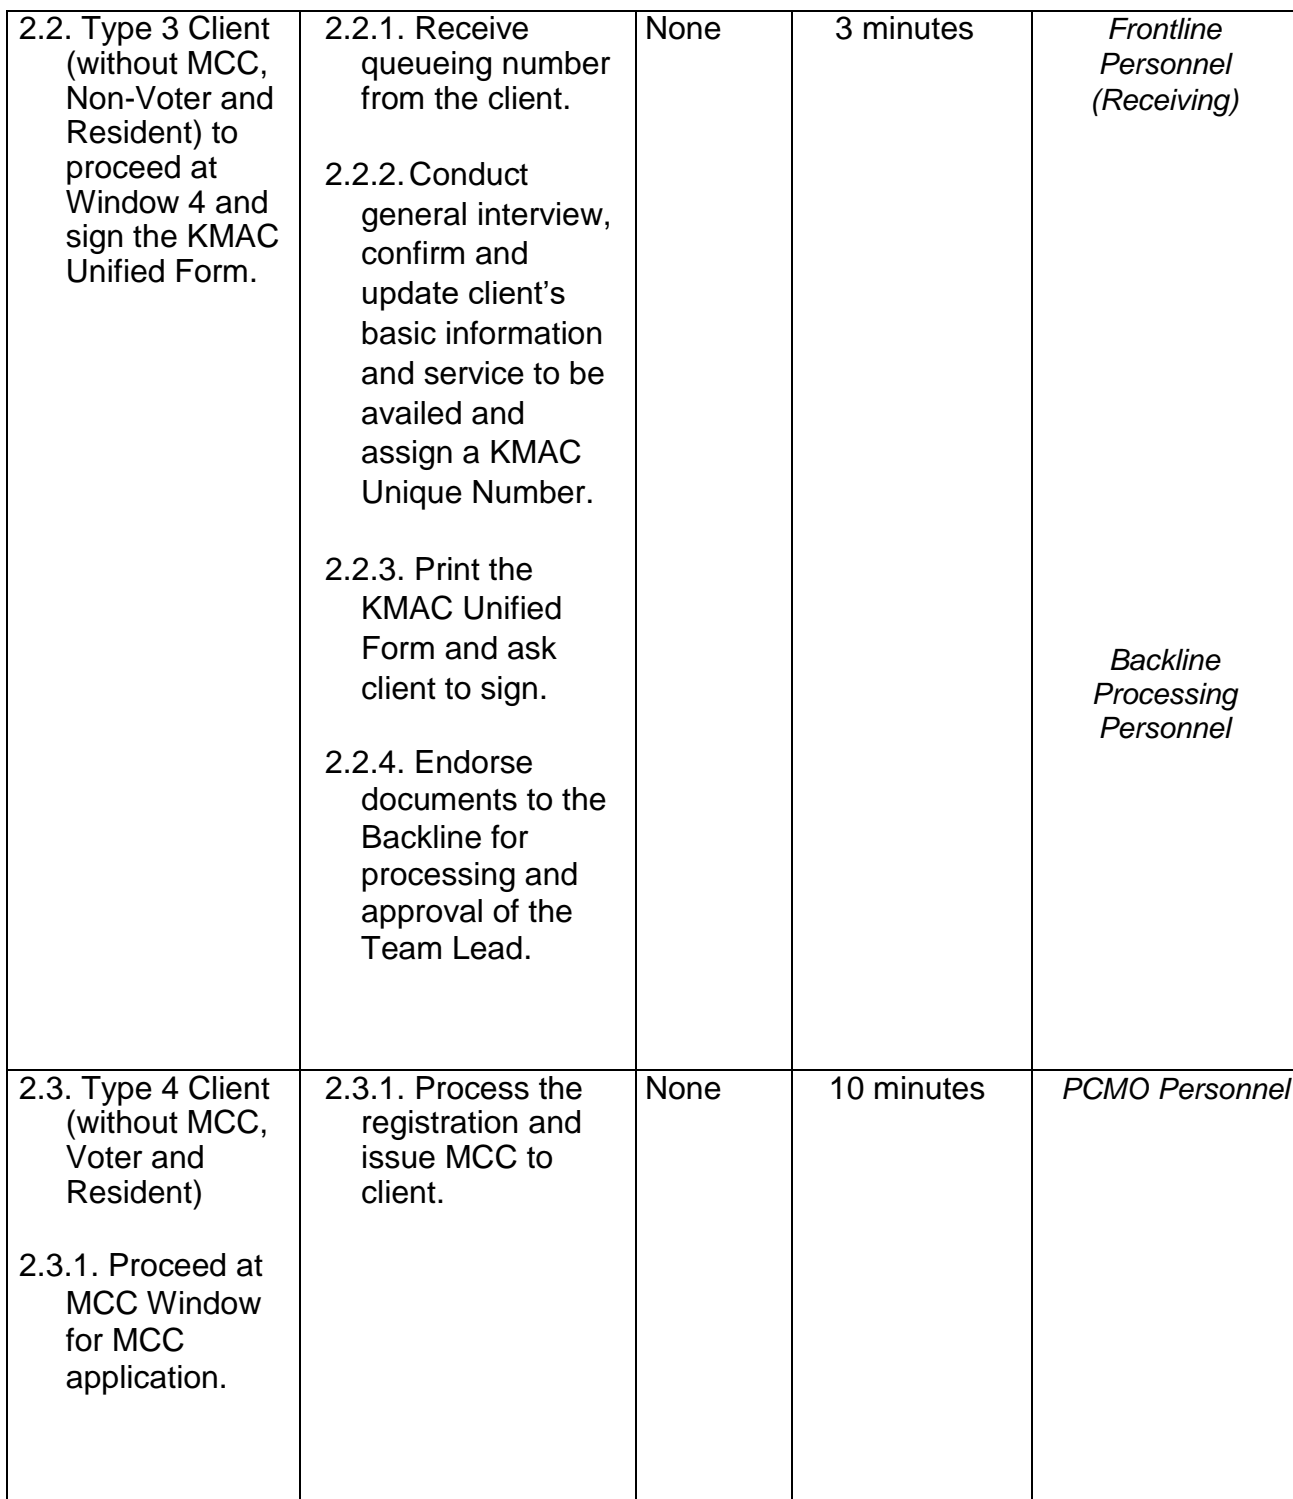 2.2. Type 3 Client
(without MCC,
Non-Voter and
Resident) to
proceed at
Window 4 and
sign the KMAC
Unified Form.
2.2.1. Receive
queueing number
from the client.
2.2.2. Conduct
general interview,
confirm and
update client’s
basic information
and service to be
availed and
assign a KMAC
Unique Number.
2.2.3. Print the
KMAC Unified
Form and ask
client to sign.
2.2.4. Endorse
documents to the
Backline for
processing and
approval of the
Team Lead.
None
3 minutes
Frontline
Personnel
(Receiving)
Backline
Processing
Personnel
2.3. Type 4 Client
(without MCC,
Voter and
Resident)
2.3.1. Proceed at
MCC Window
for MCC
application.
2.3.1. Process the
registration and
issue MCC to
client.
None
10 minutes
PCMO Personnel